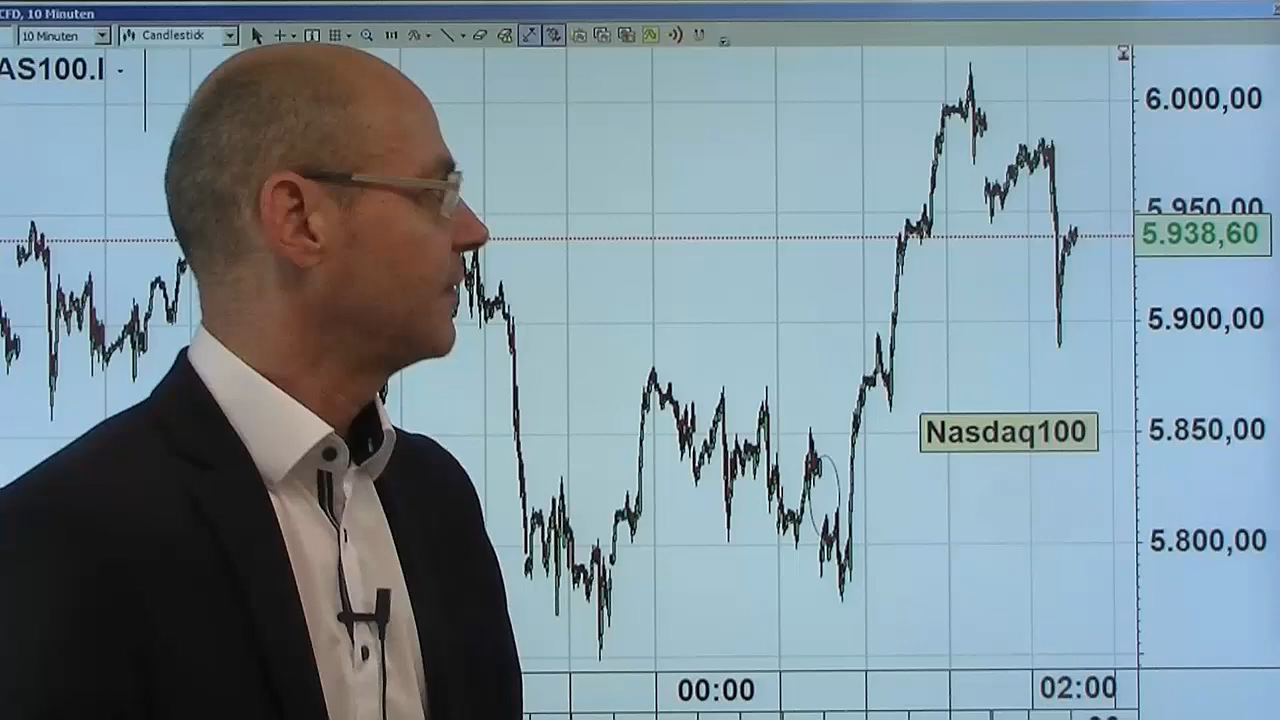 CFD, 10 Minuten
10 Minuten
Candlestick
AS100.I
6.000,00
5.950,00
5.938,60
5.900,00
Nasdaq100
5.850,00
5.800,00
00:00
02:00